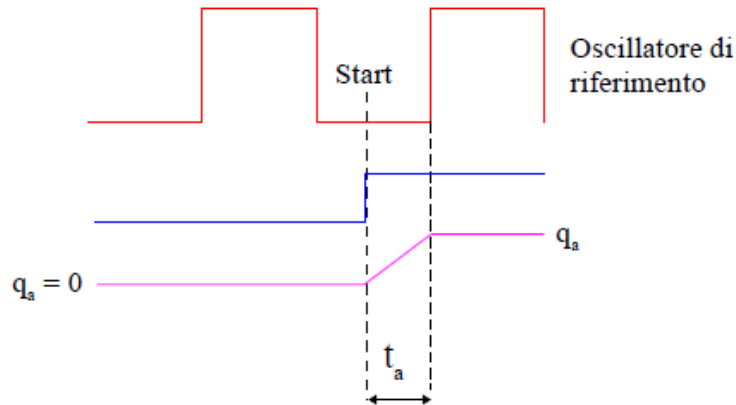 Oscillatore di
riferimento
Start
qₐ
qₐ = 0
tₐ